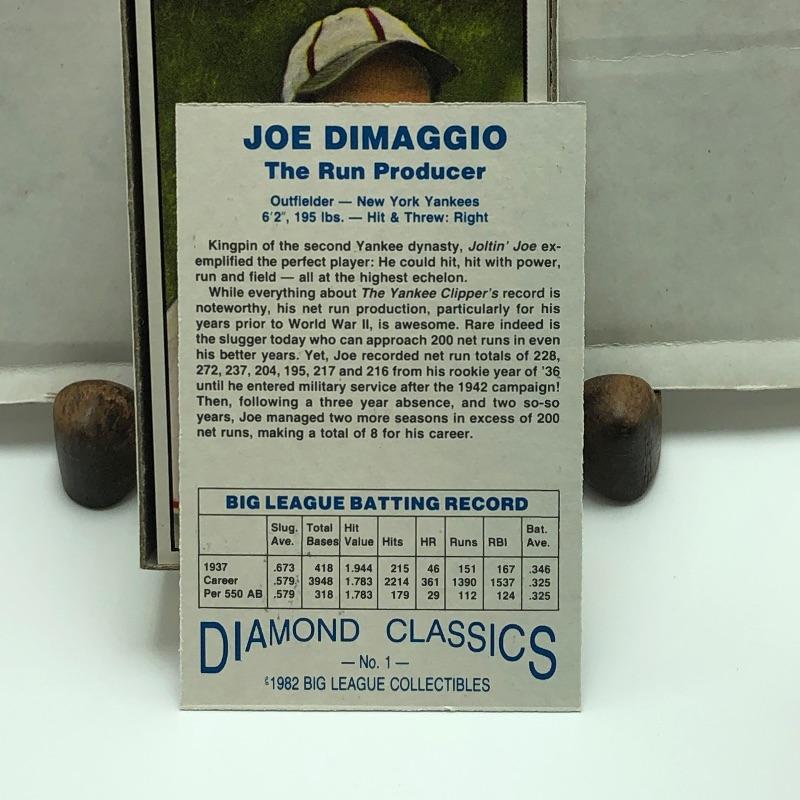 JOE DIMAGGIO
The Run Producer
Outfielder — New York Yankees
6'2", 195 lbs. — Hit & Threw: Right
Kingpin of the second Yankee dynasty, Joltin' Joe ex-
emplified the perfect player: He could hit, hit with power,
run and field — all at the highest echelon.
While everything about The Yankee Clipper's record is
noteworthy, his net run production, particularly for his
years prior to World War II, is awesome. Rare indeed is
the slugger today who can approach 200 net runs in even
his better years. Yet, Joe recorded net run totals of 228,
272, 237, 204, 195, 217 and 216 from his rookie year of '36
until he entered military service after the 1942 campaign!
Then, following a three year absence, and two so-so
years, Joe managed two more seasons in excess of 200
net runs, making a total of 8 for his career.
BIG LEAGUE BATTING RECORD
Slug. Ave. Total Bases Hit Value Hits HR Runs RBI Bat. Ave.
1937 .673 418 1.944 215 46 151 167 .346
Career .579 3948 1.783 2214 361 1390 1537 .325
Per 550 AB .579 318 1.783 179 29 112 124 .325
DIAMOND CLASSICS
— No. 1 —
©1982 BIG LEAGUE COLLECTIBLES